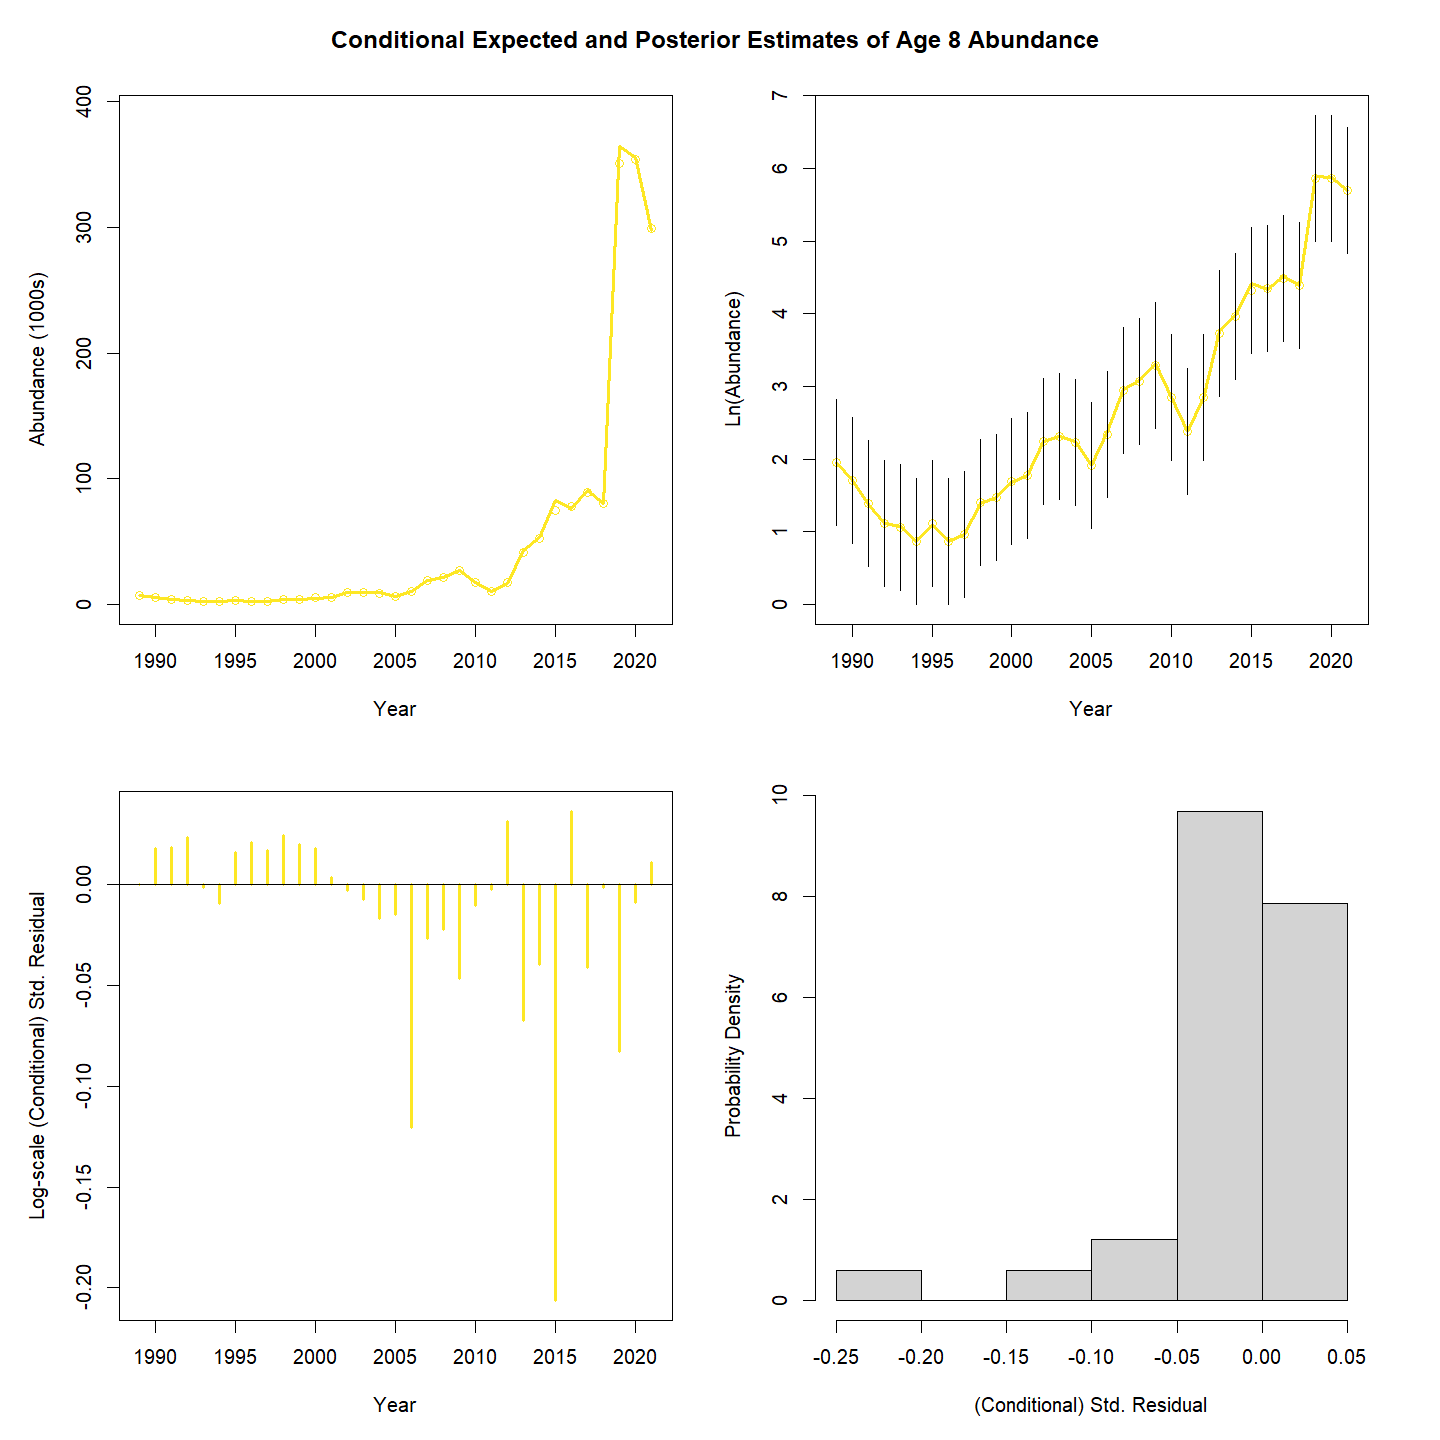 Conditional Expected and Posterior Estimates of Age 8 Abundance
Abundance (1000s)
0 100 200 300 400
1990 1995 2000 2005 2010 2015 2020
Year
Ln(Abundance)
0 1 2 3 4 5 6 7
1990 1995 2000 2005 2010 2015 2020
Year
Log-scale (Conditional) Std. Residual
-0.20 -0.15 -0.10 -0.05 0.00
1990 1995 2000 2005 2010 2015 2020
Year
Probability Density
0 2 4 6 8 10
-0.25 -0.20 -0.15 -0.10 -0.05 0.00 0.05
(Conditional) Std. Residual